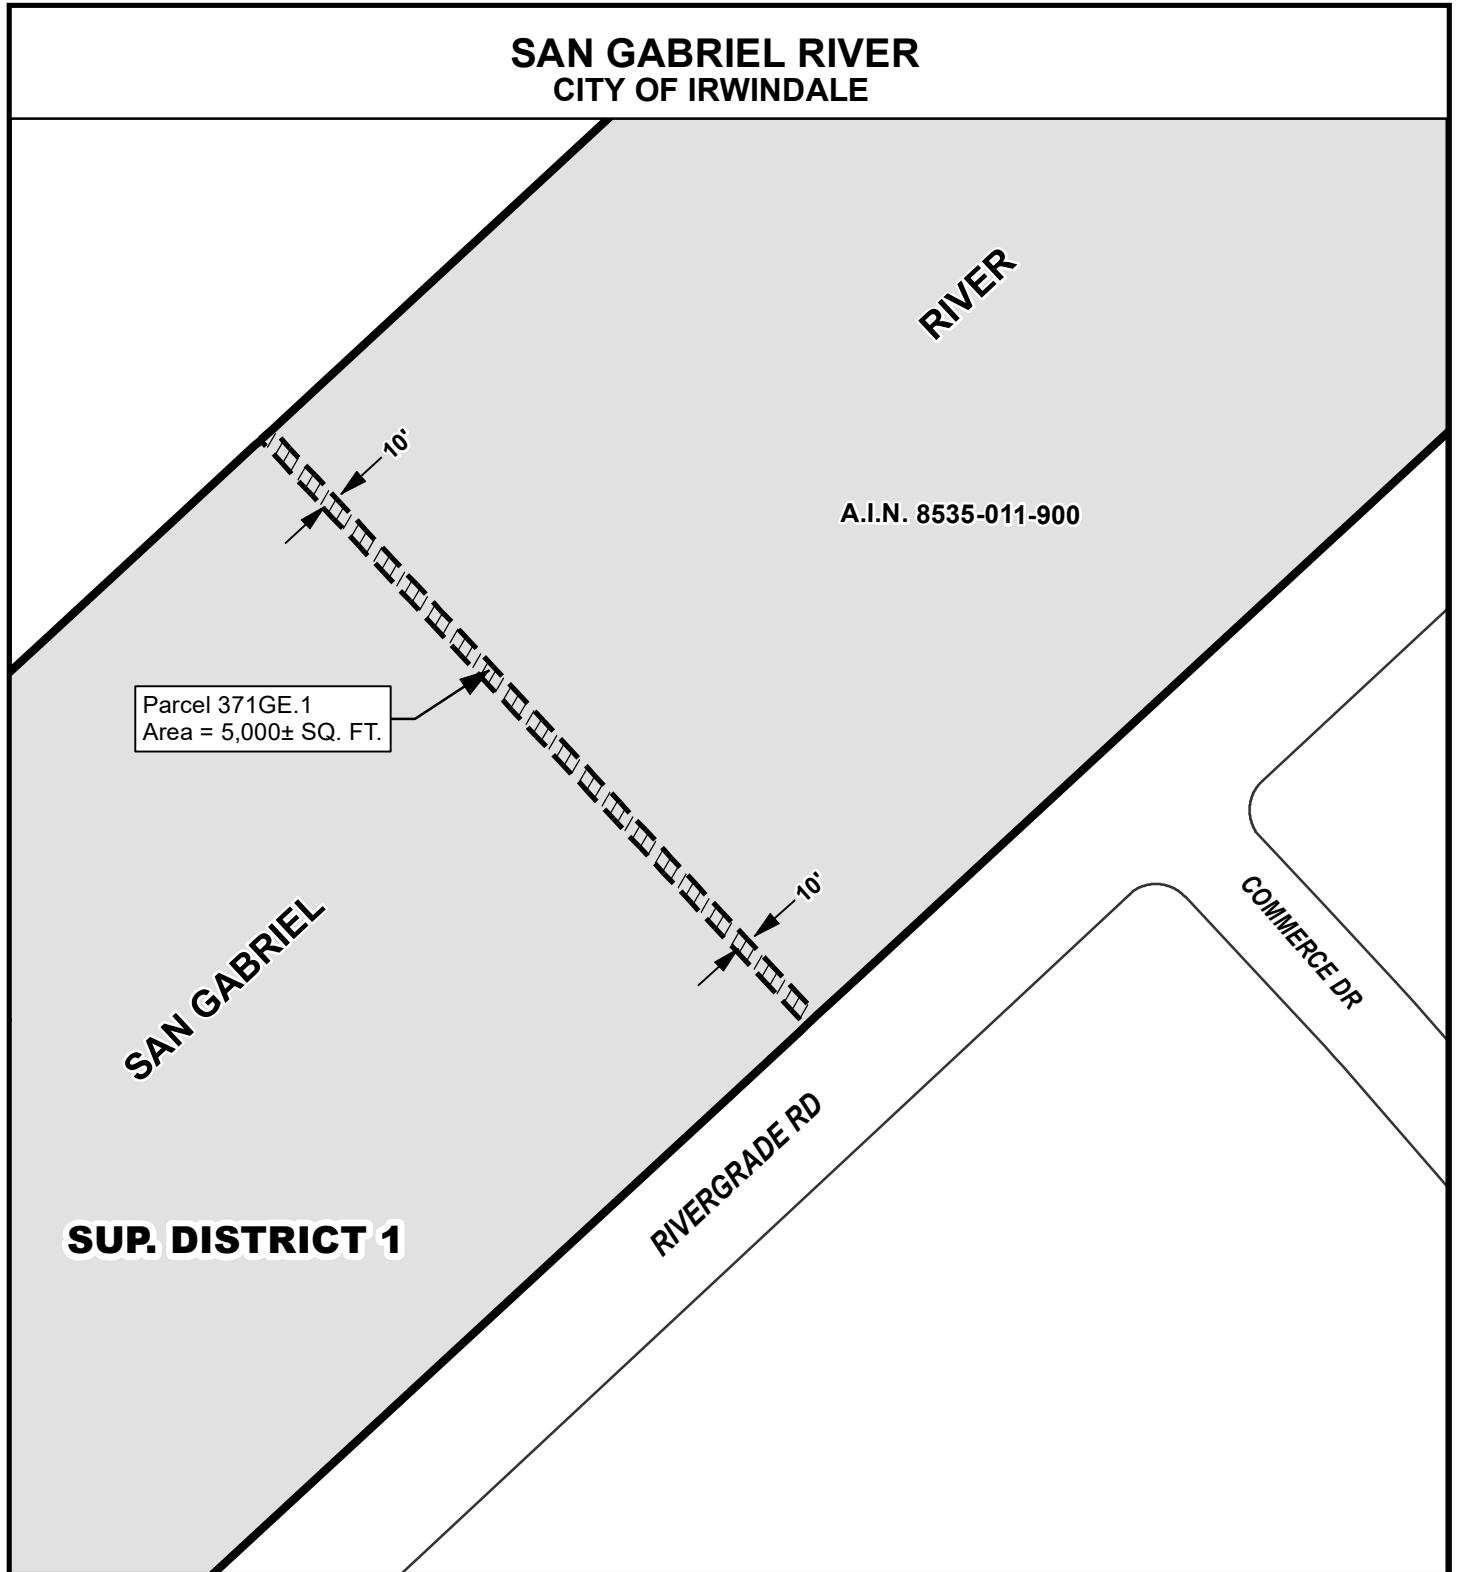 SAN GABRIEL RIVER
CITY OF IRWINDALE
RIVER
10'
A.I.N. 8535-011-900
Parcel 371GE.1
Area = 5,000± SQ. FT.
10'
COMMERCE DR
SAN GABRIEL
RIVERGRADE RD
SUP. DISTRICT 1